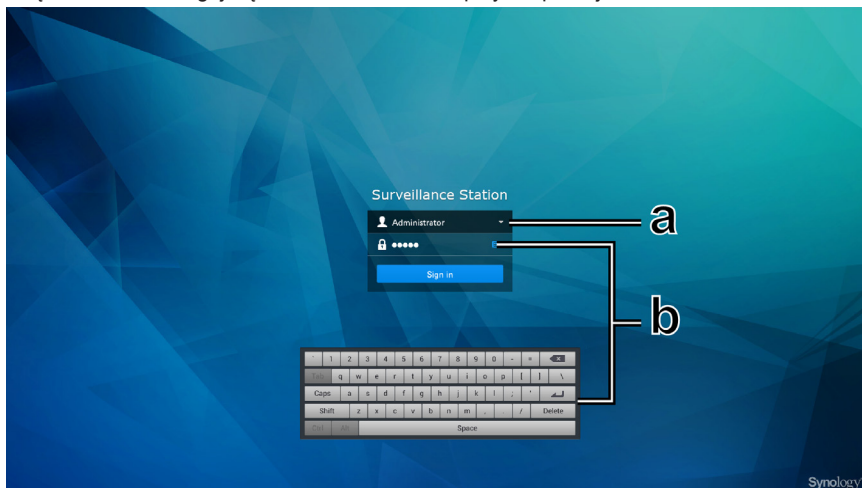 Surveillance Station
Administrator
a
Sign in
b
` 1 2 3 4 5 6 7 8 9 0 - =
Tab q w e r t y u i o p [ ] \
Caps a s d f g h j k l ; '
Shift z x c v b n m , . / Delete
Ctrl Alt Space
Synology